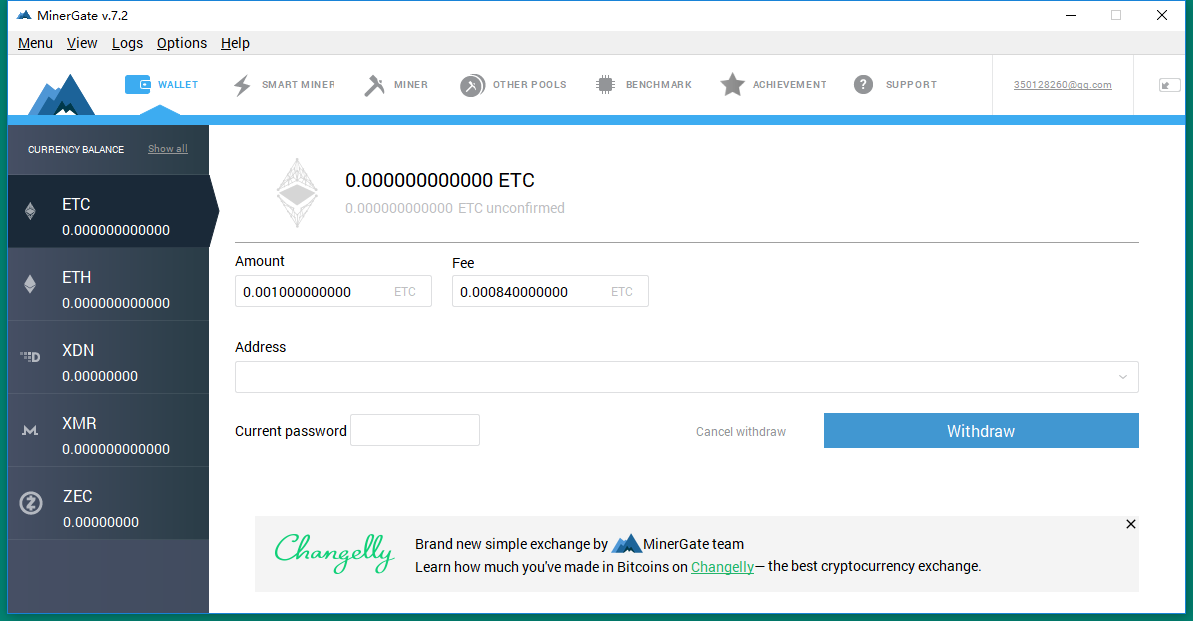 MinerGate v.7.2
Menu View Logs Options Help
WALLET SMART MINER MINER OTHER POOLS BENCHMARK ACHIEVEMENT SUPPORT 350128260@qq.com
CURRENCY BALANCE Show all
ETC
0.000000000000
ETH
0.000000000000
XDN
0.00000000
XMR
0.000000000000
ZEC
0.00000000
0.000000000000 ETC
0.000000000000 ETC unconfirmed
Amount Fee
0.001000000000 ETC 0.000840000000 ETC
Address
Current password Cancel withdraw Withdraw
Changelly
Brand new simple exchange by MinerGate team
Learn how much you've made in Bitcoins on Changelly— the best cryptocurrency exchange.